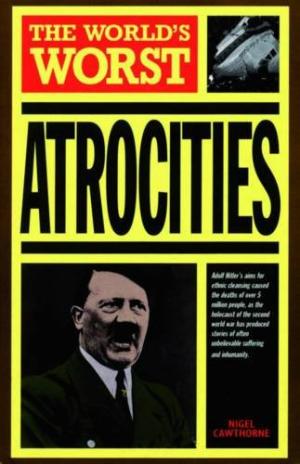 THE WORLD'S
WORST
ATROCITIES
Adolf Hitler's aims for
ethnic cleansing caused
the deaths of over 5
million people, as the
holocaust of the second
world war has produced
stories of often
unbelievable suffering
and inhumanity.
NIGEL
CAWTHORNE